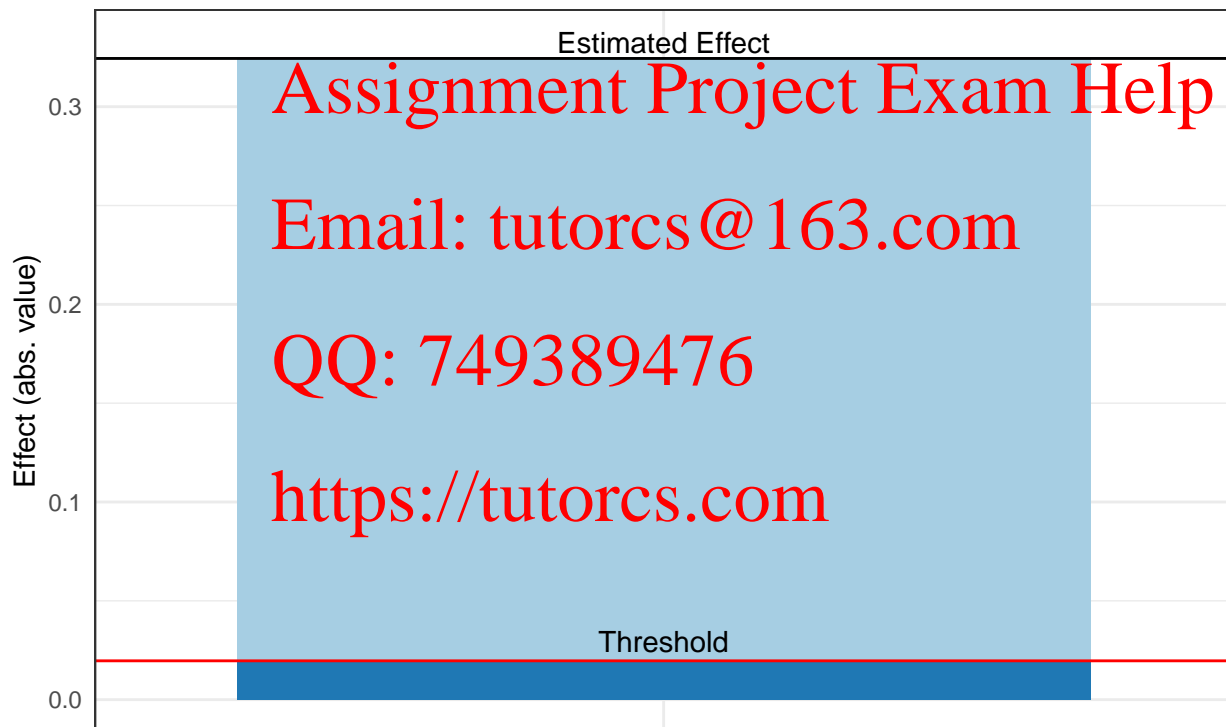 Estimated Effect
Assignment Project Exam Help
0.3
Email: tutorcs@163.com
Effect (abs. value)
0.2
QQ: 749389476
0.1
https://tutorcs.com
Threshold
0.0